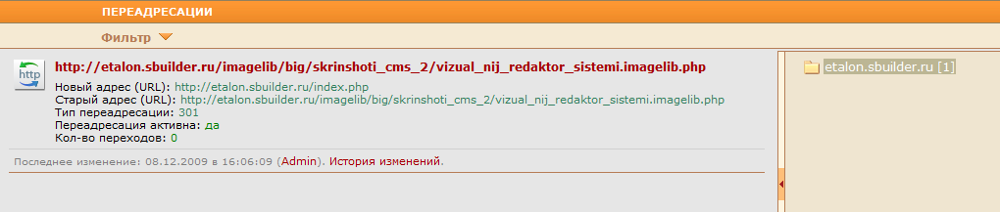 ПЕРЕАДРЕСАЦИИ
Фильтр
http
http://etalon.sbuilder.ru/imagelib/big/skrinshoti_cms_2/vizual_nij_redaktor_sistemi.imagelib.php
Новый адрес (URL): http://etalon.sbuilder.ru/index.php
Старый адрес (URL): http://etalon.sbuilder.ru/imagelib/big/skrinshoti_cms_2/vizual_nij_redaktor_sistemi.imagelib.php
Тип переадресации: 301
Переадресация активна: да
Кол-во переходов: 0
Последнее изменение: 08.12.2009 в 16:06:09 (Admin). История изменений.
etalon.sbuilder.ru [1]